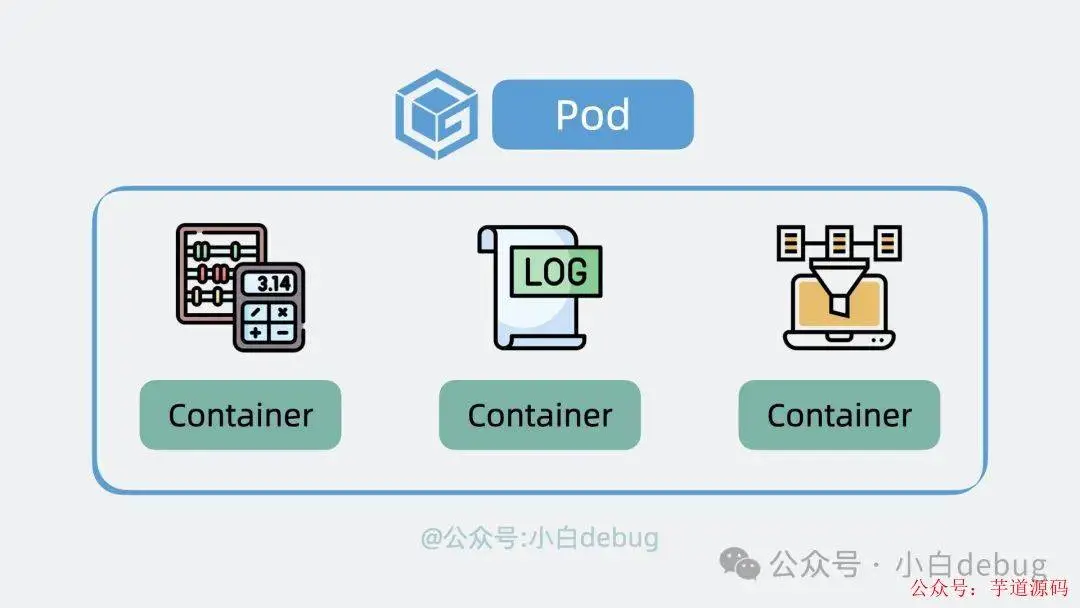 Pod
3.14
LOG
Container
Container
Container
@公众号:小白debug
公众号 · 小白debug
公众号：芋道源码